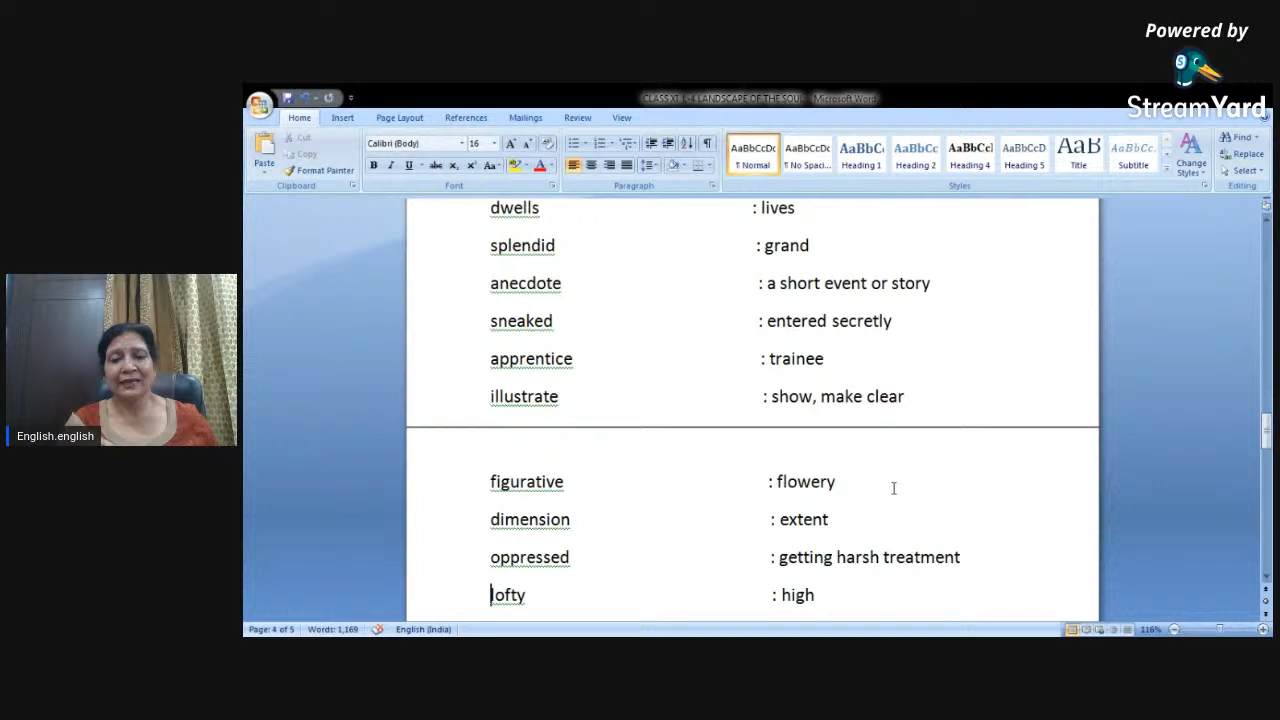 Powered by
S
StreamYard
CLASS XI L-4 LANDSCAPE OF THE SOUL - Microsoft Word
Home Insert Page Layout References Mailings Review View
Paste
Cut
Copy
Format Painter
Clipboard
Calibri (Body) 16
Font
Paragraph
AaBbCcDc AaBbCcDc AaBbC AaBbCc AaBbCc AaBbCcDc AaBb AaBbCc.
¶ Normal ¶ No Spaci... Heading 1 Heading 2 Heading 4 Heading 5 Title Subtitle
Change Styles
Styles
Find
Replace
Select
Editing
dwells : lives
splendid : grand
anecdote : a short event or story
sneaked : entered secretly
apprentice : trainee
illustrate : show, make clear
figurative : flowery
dimension : extent
oppressed : getting harsh treatment
lofty : high
English.english
Page: 4 of 5 Words: 1,169 English (India) 116%